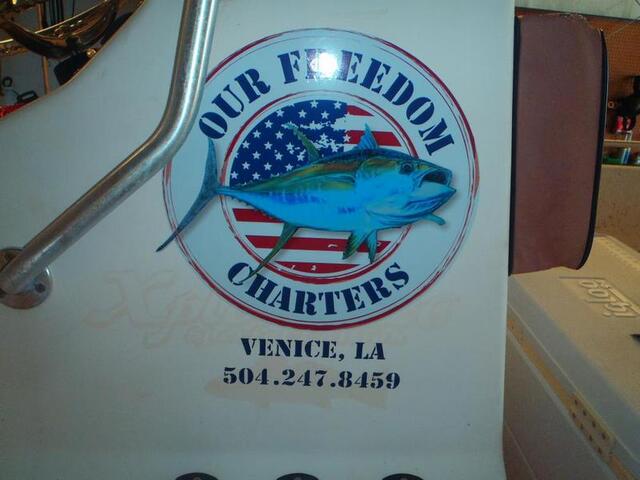 OUR FREEDOM
CHARTERS
VENICE, LA
504.247.8459